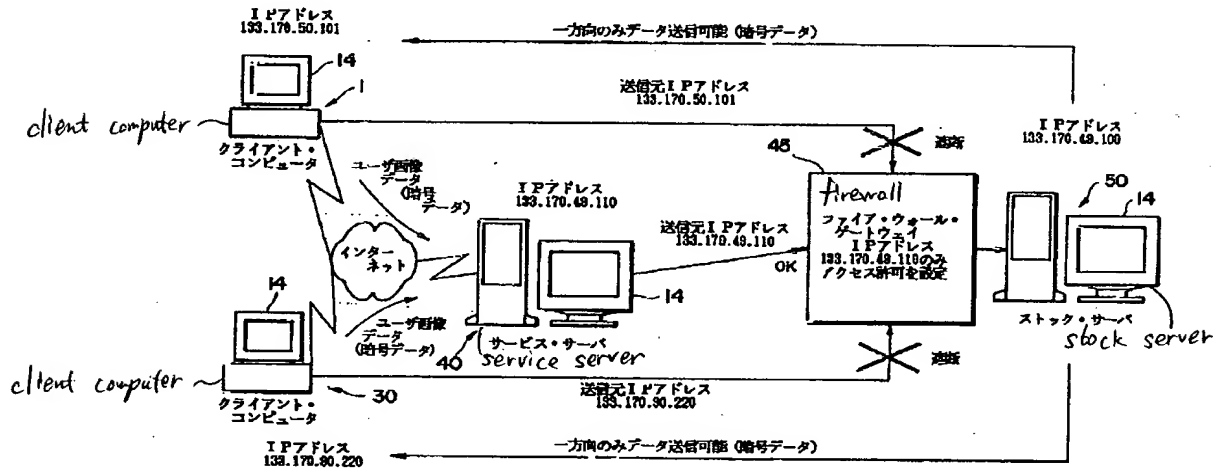 IPアドレス
133.170.50.101
14
1
client computer
クライアント・
コンピュータ
一方向のみデータ送信可能(暗号データ)
送信元IPアドレス
133.170.50.101
遮断
IPアドレス
133.170.49.100
ユーザ画像
データ
(暗号
データ)
IPアドレス
133.170.49.110
インター
ネット
14
40
サービス・サーバ
service server
送信元IPアドレス
133.170.49.110
OK
45
firewall
ファイア・ウォール・
ゲートウェイ
IPアドレス
133.170.49.110のみ
アクセス許可を設定
50
14
ストック・サーバ
stock server
14
client computer
30
クライアント・
コンピュータ
ユーザ画像
データ
(暗号データ)
遮断
送信元IPアドレス
133.170.90.220
IPアドレス
133.170.90.220
一方向のみデータ送信可能(暗号データ)